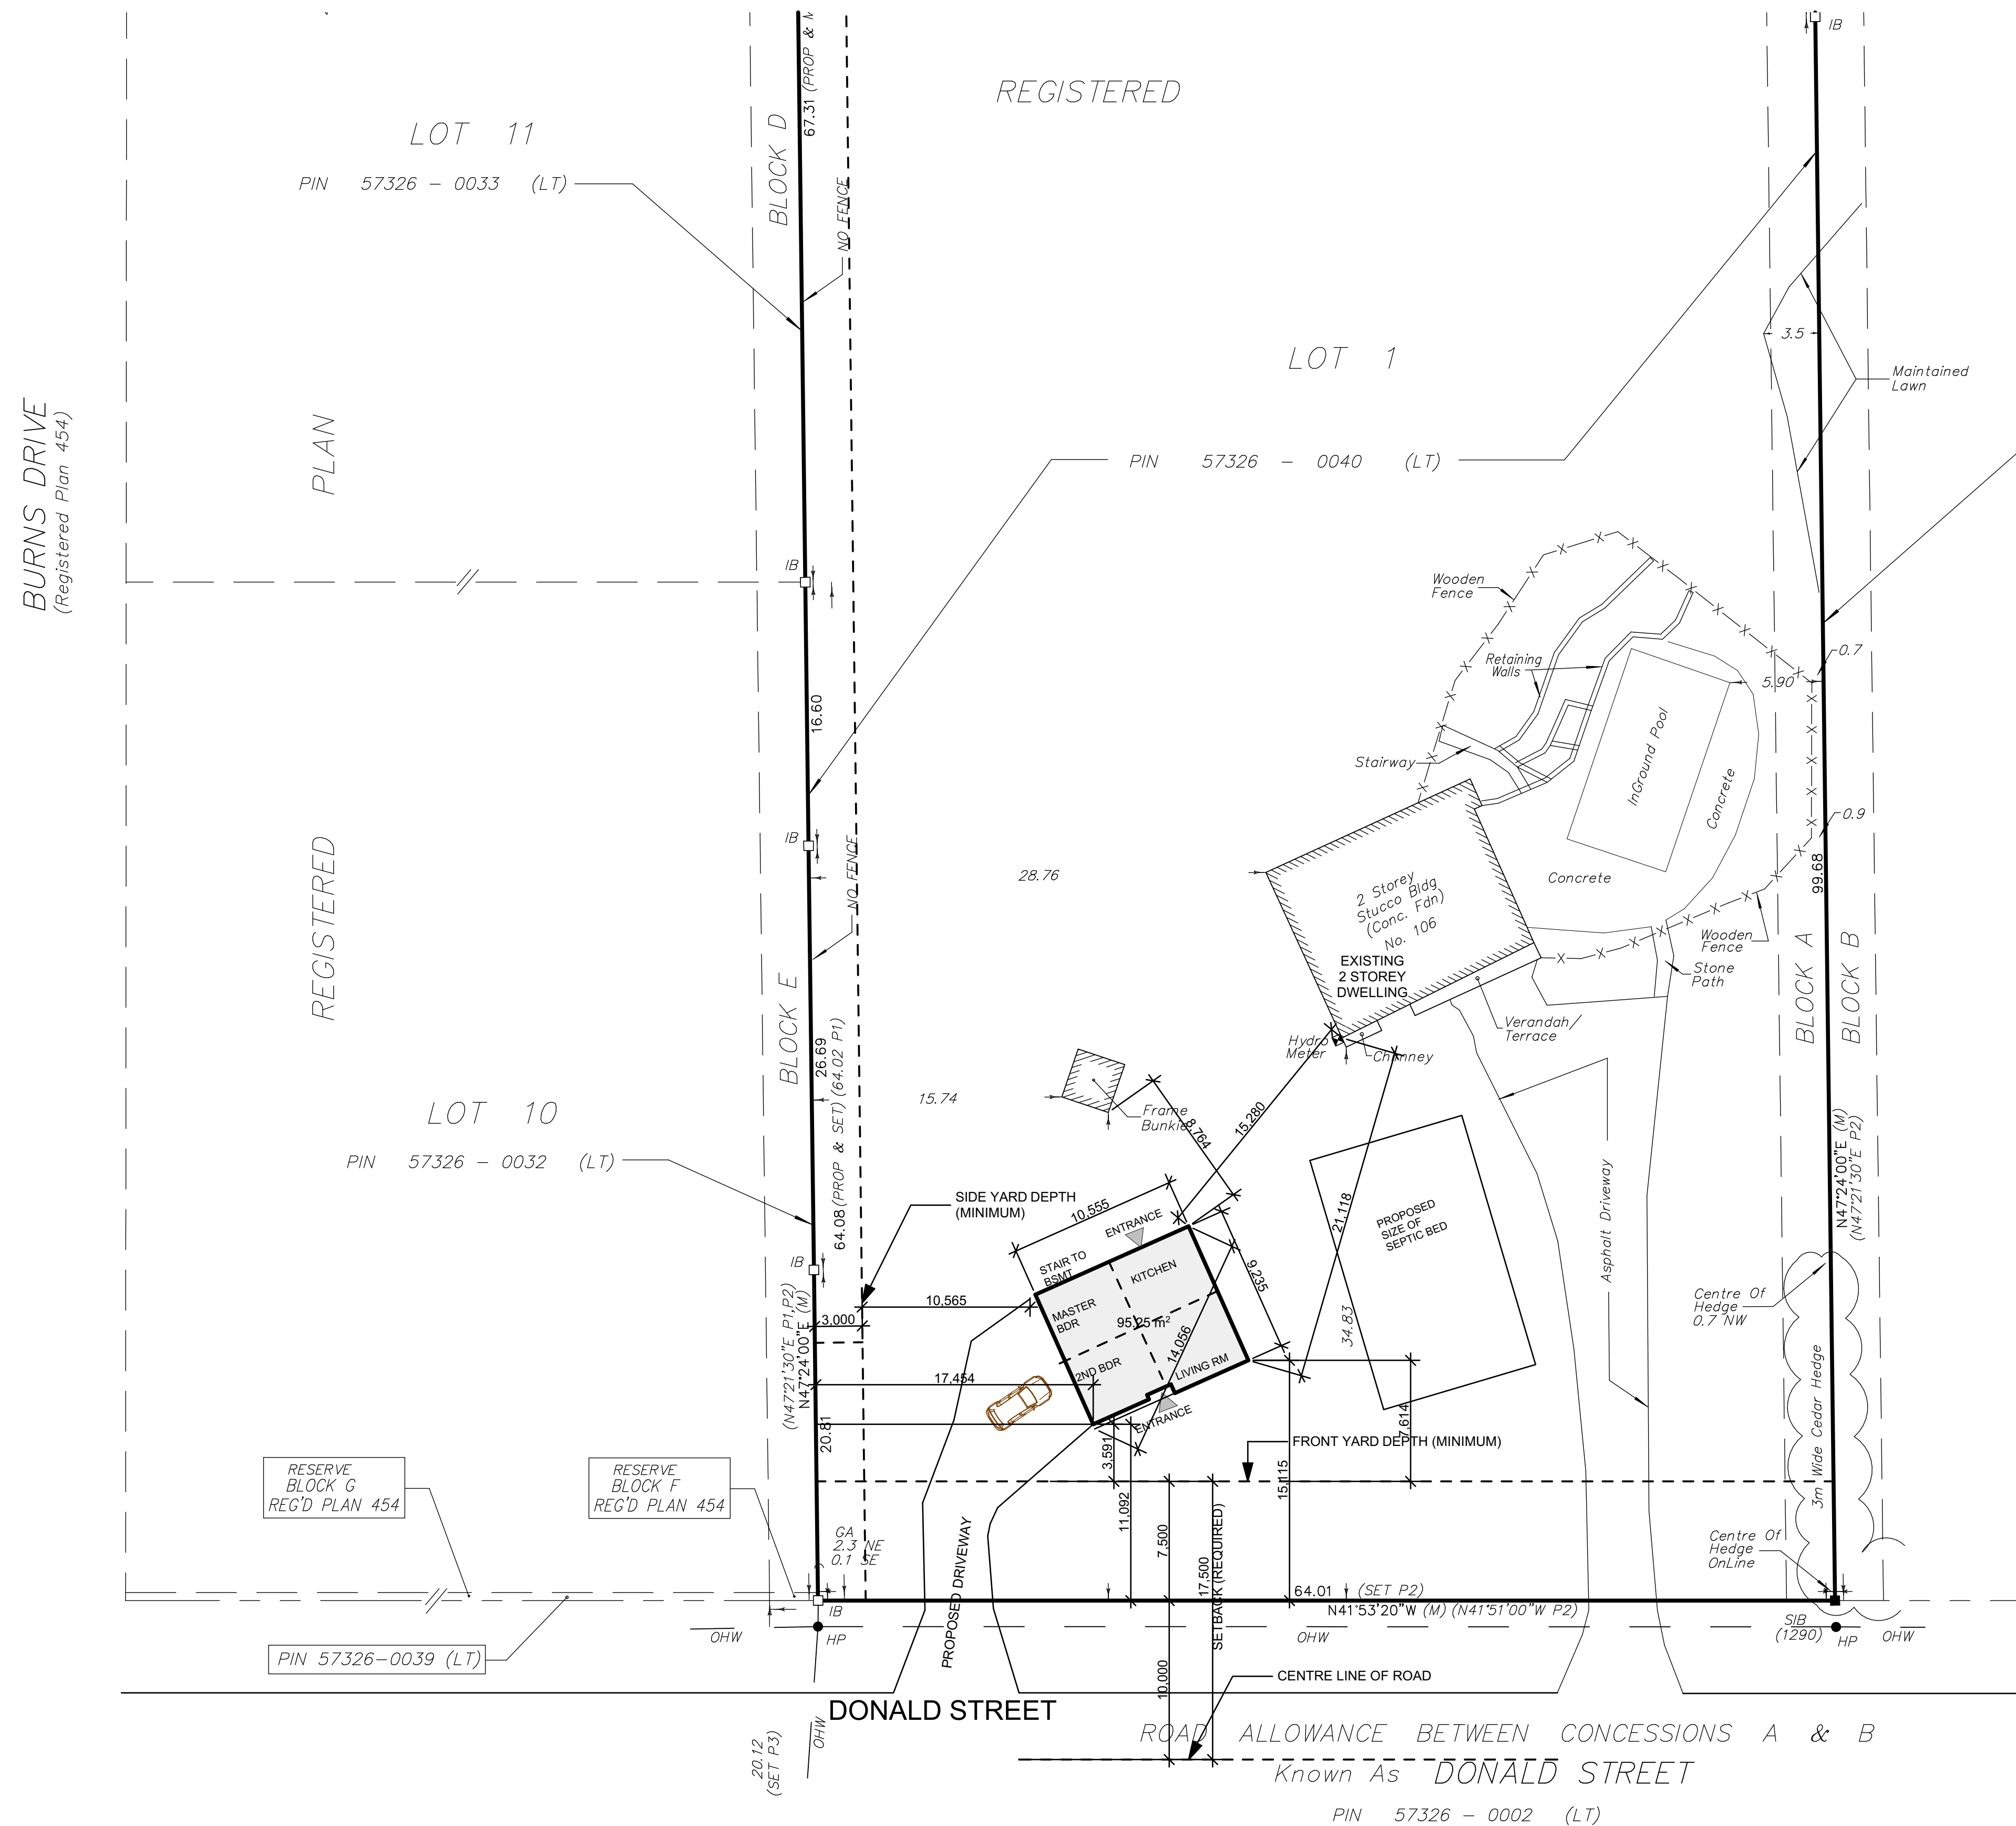 IB
67.31 (PROP &
REGISTERED
LOT 11
BLOCK D
PIN 57326 - 0033 (LT)
NO FENCE
LOT 1
3.5
Maintained
Lawn
BURNS DRIVE
(Registered Plan 454)
PLAN
PIN 57326 - 0040 (LT)
IB
Wooden
Fence
Retaining
Walls
0.7
5.90
16.60
InGround Pool
Stairway
Concrete
0.9
IB
NO FENCE
REGISTERED
28.76
2 Storey
Stucco Bldg
(Conc. Fdn)
No. 106
EXISTING
2 STOREY
DWELLING
Concrete
99.68
Wooden
Fence
Stone
Path
BLOCK A
BLOCK B
BLOCK E
26.69
64.08 (PROP & SET) (64.02 P1)
Hydro
Meter
Chimney
Verandah/
Terrace
15.74
Frame
Bunkie
8,764
15,280
LOT 10
PIN 57326 - 0032 (LT)
N47°24'00"E (M)
(N47°21'30"E P2)
SIDE YARD DEPTH
(MINIMUM)
10,555
ENTRANCE
21,118
PROPOSED
SIZE OF
SEPTIC BED
Asphalt Driveway
IB
STAIR TO
BSMT
KITCHEN
9,235
10,565
3,000
MASTER
BDR
95.25 m²
14,056
34.83
Centre Of
Hedge
0.7 NW
(N47°21'30"E P1,P2)
N47°24'00"E (M)
17,454
2ND BDR
LIVING RM
ENTRANCE
3m Wide Cedar Hedge
20.81
3,591
7,614
FRONT YARD DEPTH (MINIMUM)
RESERVE
BLOCK G
REG'D PLAN 454
RESERVE
BLOCK F
REG'D PLAN 454
11,092
15,115
7,500
17,500
SETBACK (REQUIRED)
GA
2.3 NE
0.1 SE
PROPOSED DRIVEWAY
Centre Of
Hedge
OnLine
64.01 (SET P2)
N41°53'20"W (M) (N41°51'00"W P2)
IB
HP
OHW
OHW
SIB
(1290)
HP
OHW
PIN 57326-0039 (LT)
10,000
CENTRE LINE OF ROAD
DONALD STREET
20.12
(SET P3)
OHW
ROAD ALLOWANCE BETWEEN CONCESSIONS A & B
Known As DONALD STREET
PIN 57326 - 0002 (LT)